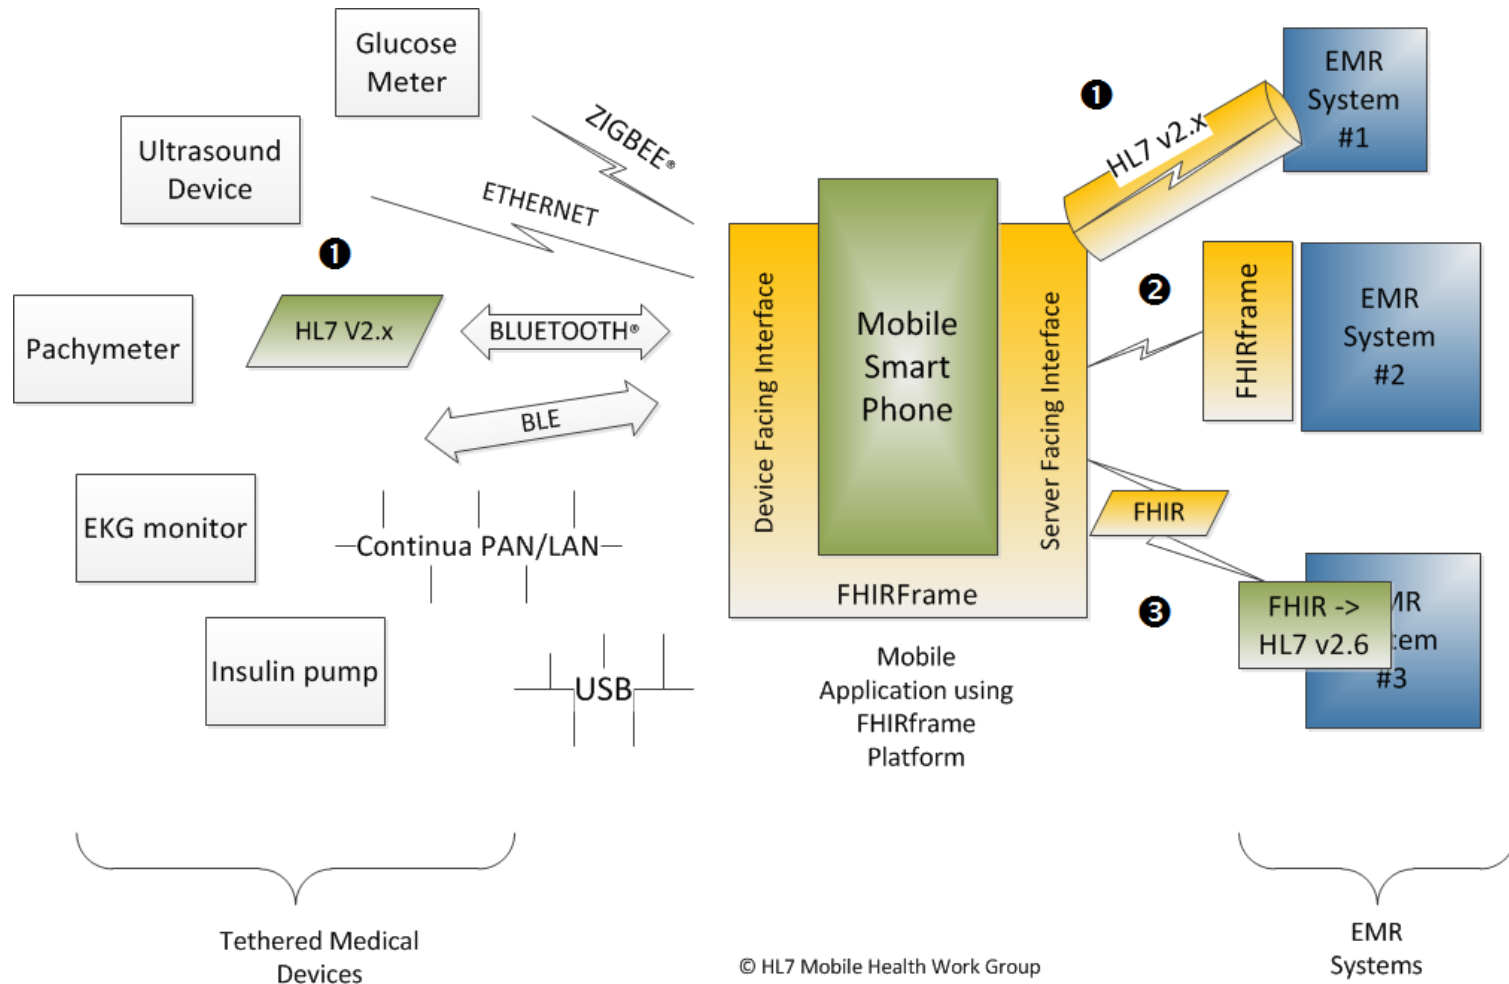 Glucose
Meter
Ultrasound
Device
ZIGBEE®
ETHERNET
❶
HL7 V2.x
BLUETOOTH®
Pachymeter
BLE
EKG monitor
Continua PAN/LAN
Insulin pump
USB
Device Facing Interface
Mobile
Smart
Phone
Server Facing Interface
FHIRFrame
Mobile
Application using
FHIRframe
Platform
❶
HL7 v2.x
EMR
System
#1
❷
FHIRframe
EMR
System
#2
FHIR
❸
FHIR ->
HL7 v2.6
MR
tem
#3
Tethered Medical
Devices
© HL7 Mobile Health Work Group
EMR
Systems